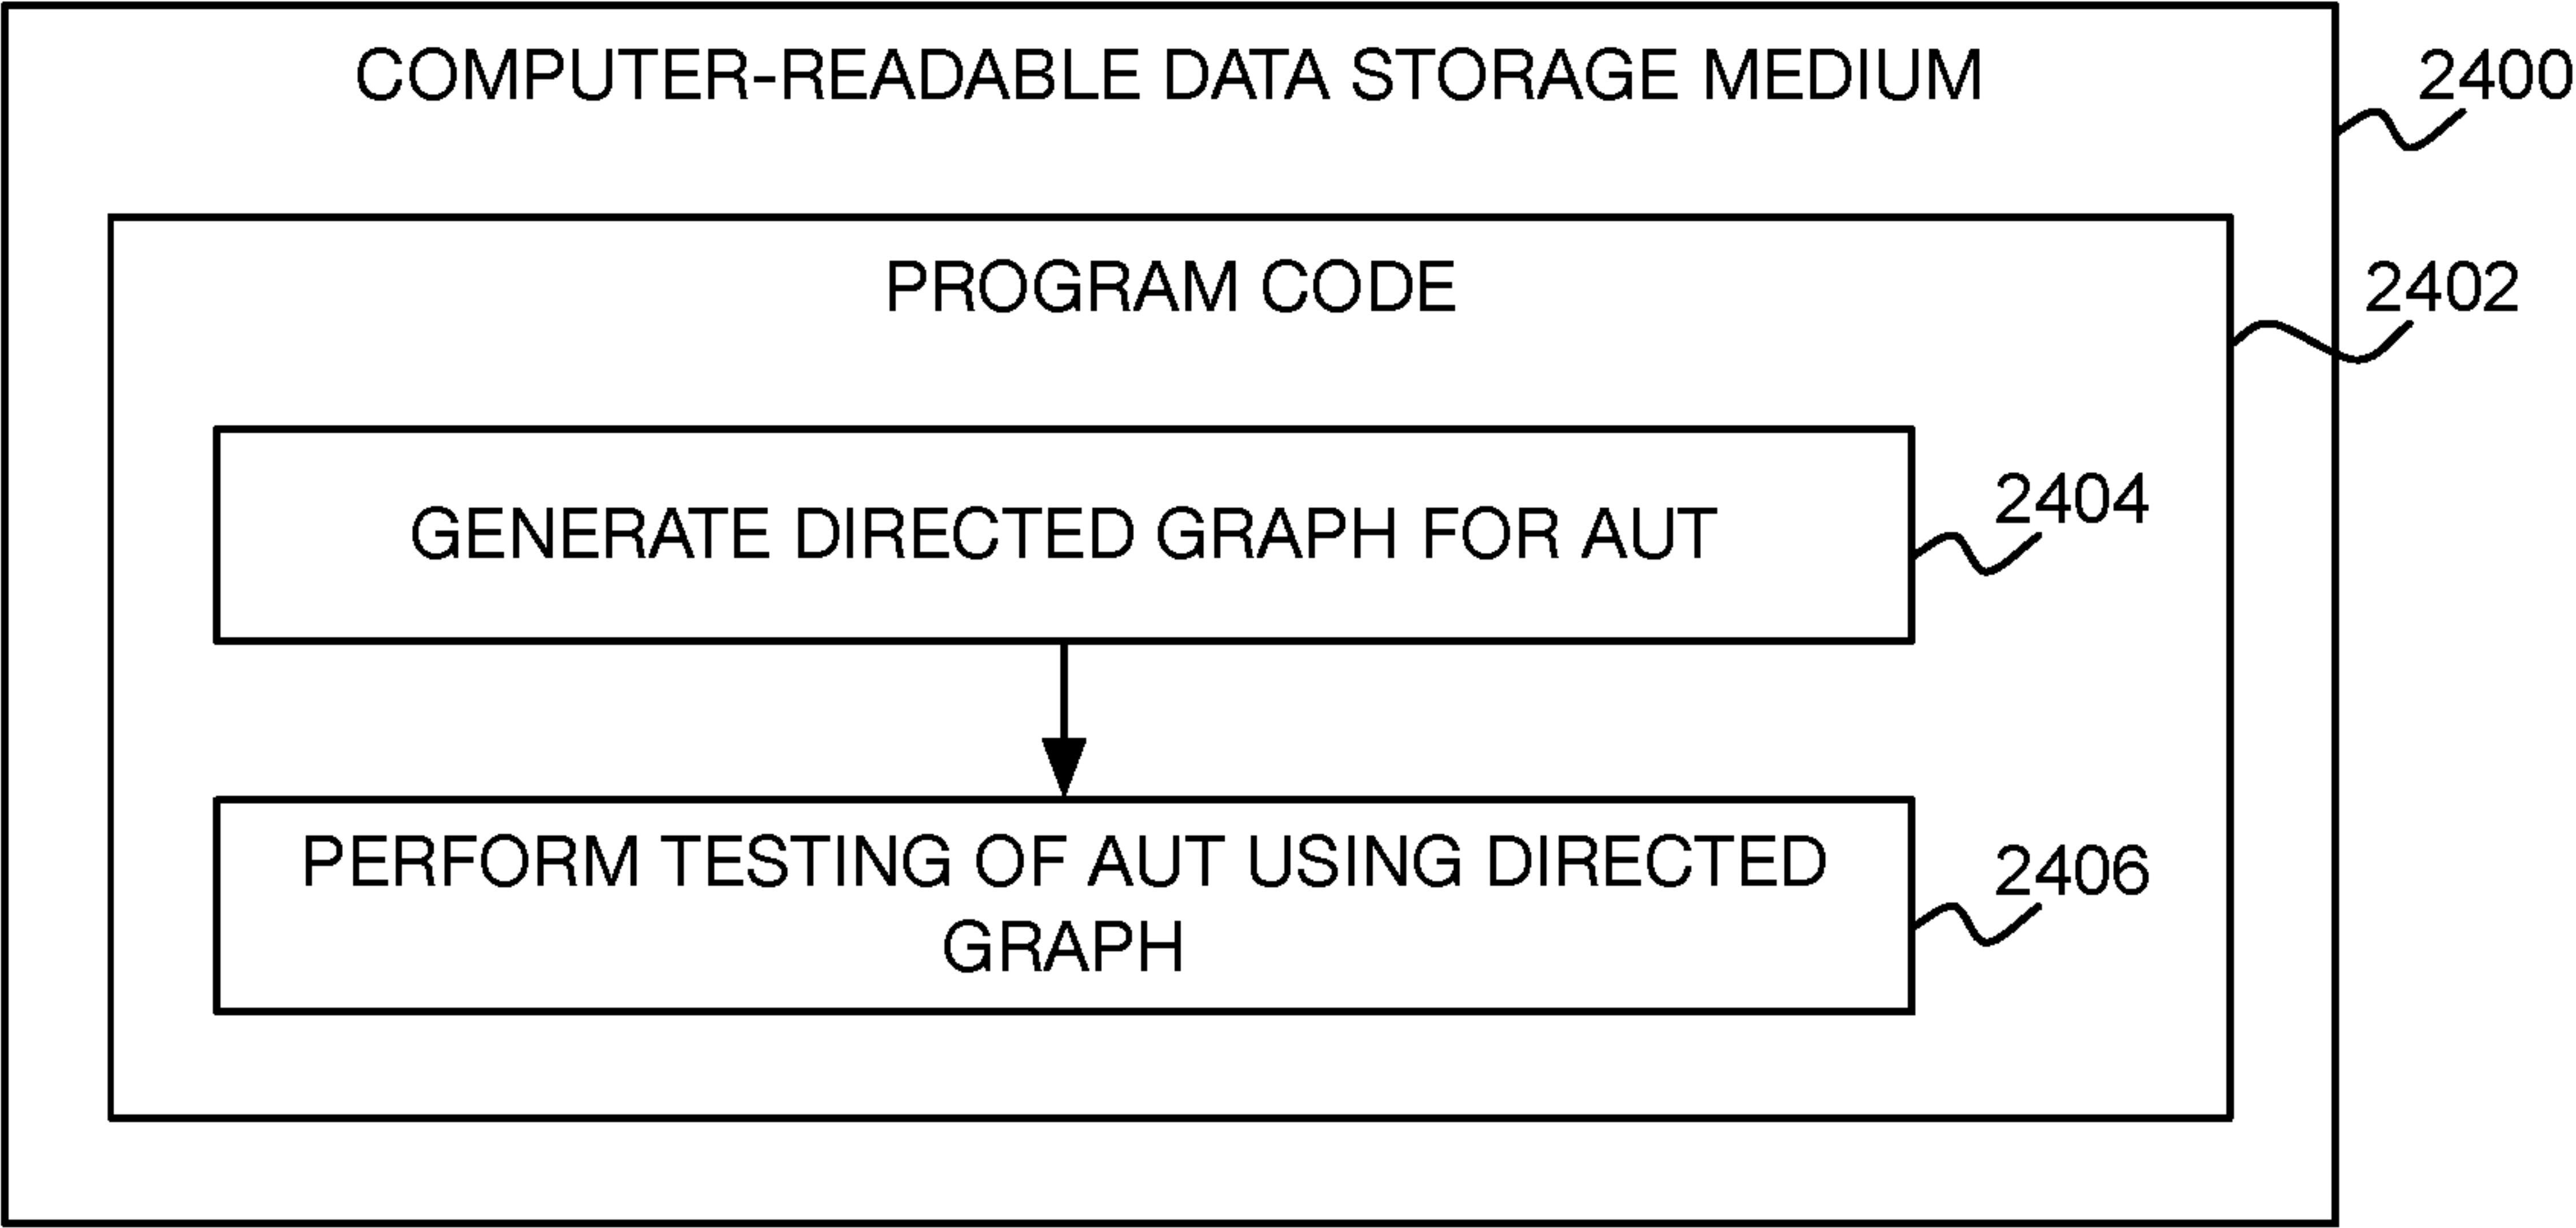 COMPUTER-READABLE DATA STORAGE MEDIUM
2400
PROGRAM CODE
2402
GENERATE DIRECTED GRAPH FOR AUT
2404
PERFORM TESTING OF AUT USING DIRECTED
GRAPH
2406